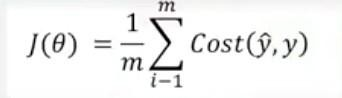 J(θ) = 1/m ∑_{i-1}^{m} Cost(ŷ, y)